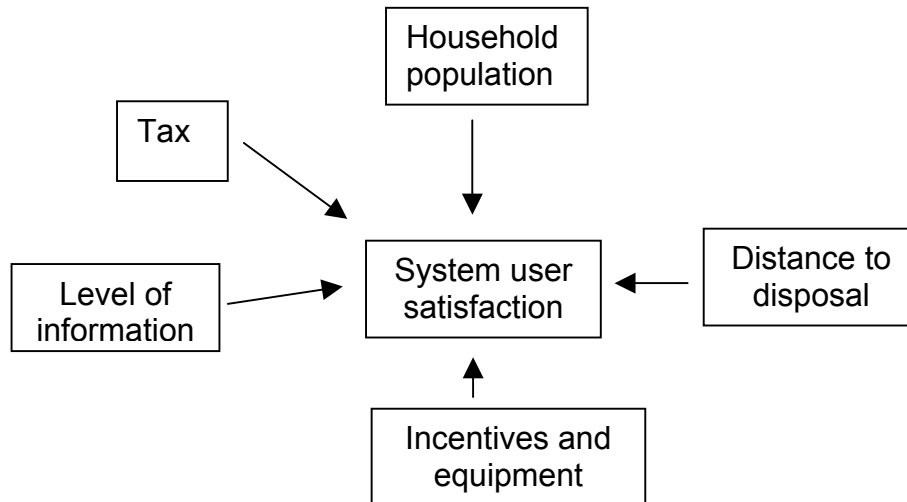 Household
population
Tax
Level of
information
System user
satisfaction
Distance to
disposal
Incentives and
equipment